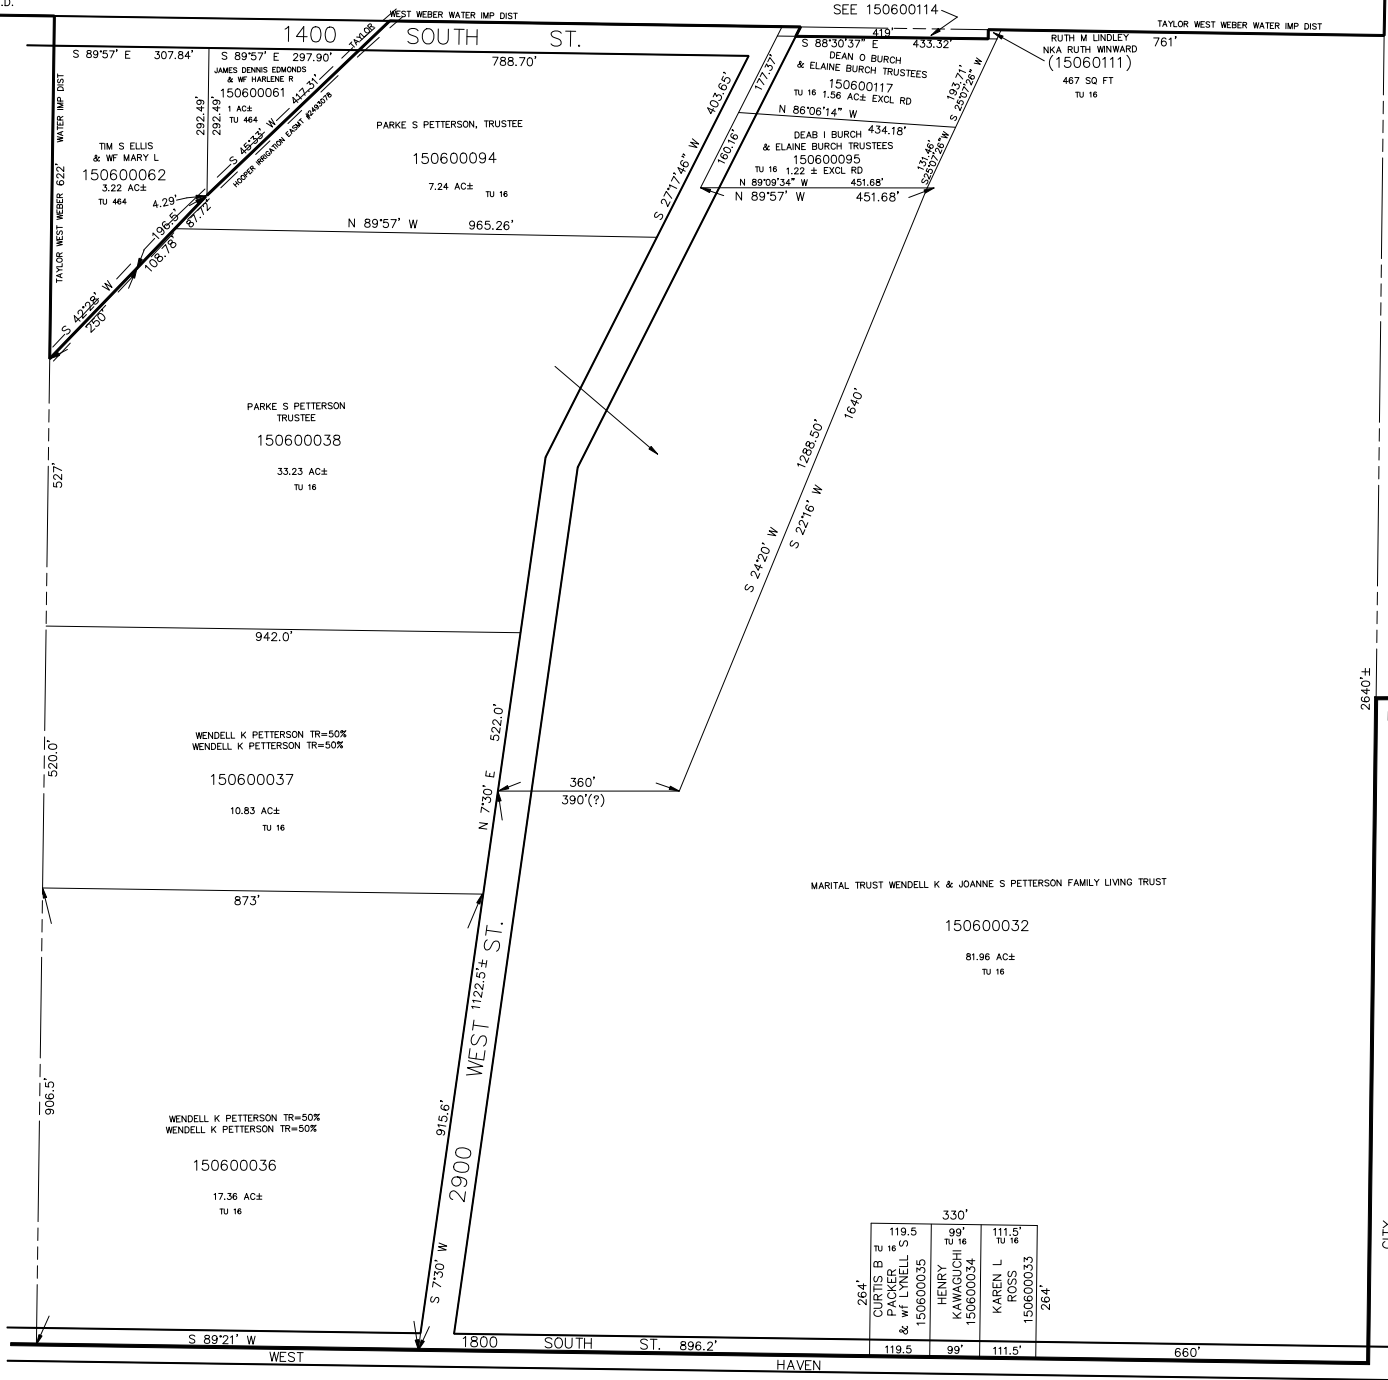 .D.
SEE 150600114
WEST WEBER WATER IMP DIST
TAYLOR WEST WEBER WATER IMP DIST
1400 SOUTH ST.
TAYLOR
419'
S 88°30'37" E 433.32'
761'
RUTH M LINDLEY
NKA RUTH WINWARD
(15060111)
467 SQ FT
TU 16
S 89°57' E 307.84'
S 89°57' E 297.90'
788.70'
JAMES DENNIS EDMONDS
& WF HARLENE R
150600061
1 AC±
TU 464
292.49'
292.49'
S 45°33' W 417.31'
HOOPER IRRIGATION EASMT #2493078
TAYLOR WEST WEBER 622' WATER IMP DIST
TIM S ELLIS
& WF MARY L
150600062
3.22 AC±
TU 464
4.29'
196.5'
87.72'
108.78'
S 42°28' W
250'
PARKE S PETTERSON, TRUSTEE
150600094
7.24 AC±
TU 16
N 89°57' W 965.26'
S 27°17'46" W 403.65'
177.37'
160.16'
DEAN O BURCH
& ELAINE BURCH TRUSTEES
150600117
TU 16 1.56 AC± EXCL RD
N 86°06'14" W
434.18'
S 25°07'26" W 193.71'
DEAB I BURCH
& ELAINE BURCH TRUSTEES
150600095
TU 16 1.22 ± EXCL RD
S25°07'26"W
131.46'
N 89°09'34" W 451.68'
N 89°57' W 451.68'
PARKE S PETTERSON
TRUSTEE
150600038
33.23 AC±
TU 16
527'
1288.50'
1640'
S 24°20' W
S 22°16' W
942.0'
2640'±
WENDELL K PETTERSON TR=50%
WENDELL K PETTERSON TR=50%
150600037
10.83 AC±
TU 16
520.0'
522.0'
N 7°30' E
360'
390'(?)
873'
MARITAL TRUST WENDELL K & JOANNE S PETTERSON FAMILY LIVING TRUST
150600032
81.96 AC±
TU 16
2900 WEST ST.
1122.5'±
915.6'
S 7°30' W
906.5'
WENDELL K PETTERSON TR=50%
WENDELL K PETTERSON TR=50%
150600036
17.36 AC±
TU 16
CITY
330'
119.5
99'
111.5'
TU 16
TU 16
TU 16
264'
CURTIS B
PACKER
& wf LYNELL S
150600035
HENRY
KAWAGUCHI
150600034
KAREN L
ROSS
150600033
264'
S 89°21' W
1800 SOUTH ST. 896.2'
119.5
99'
111.5'
660'
WEST
HAVEN